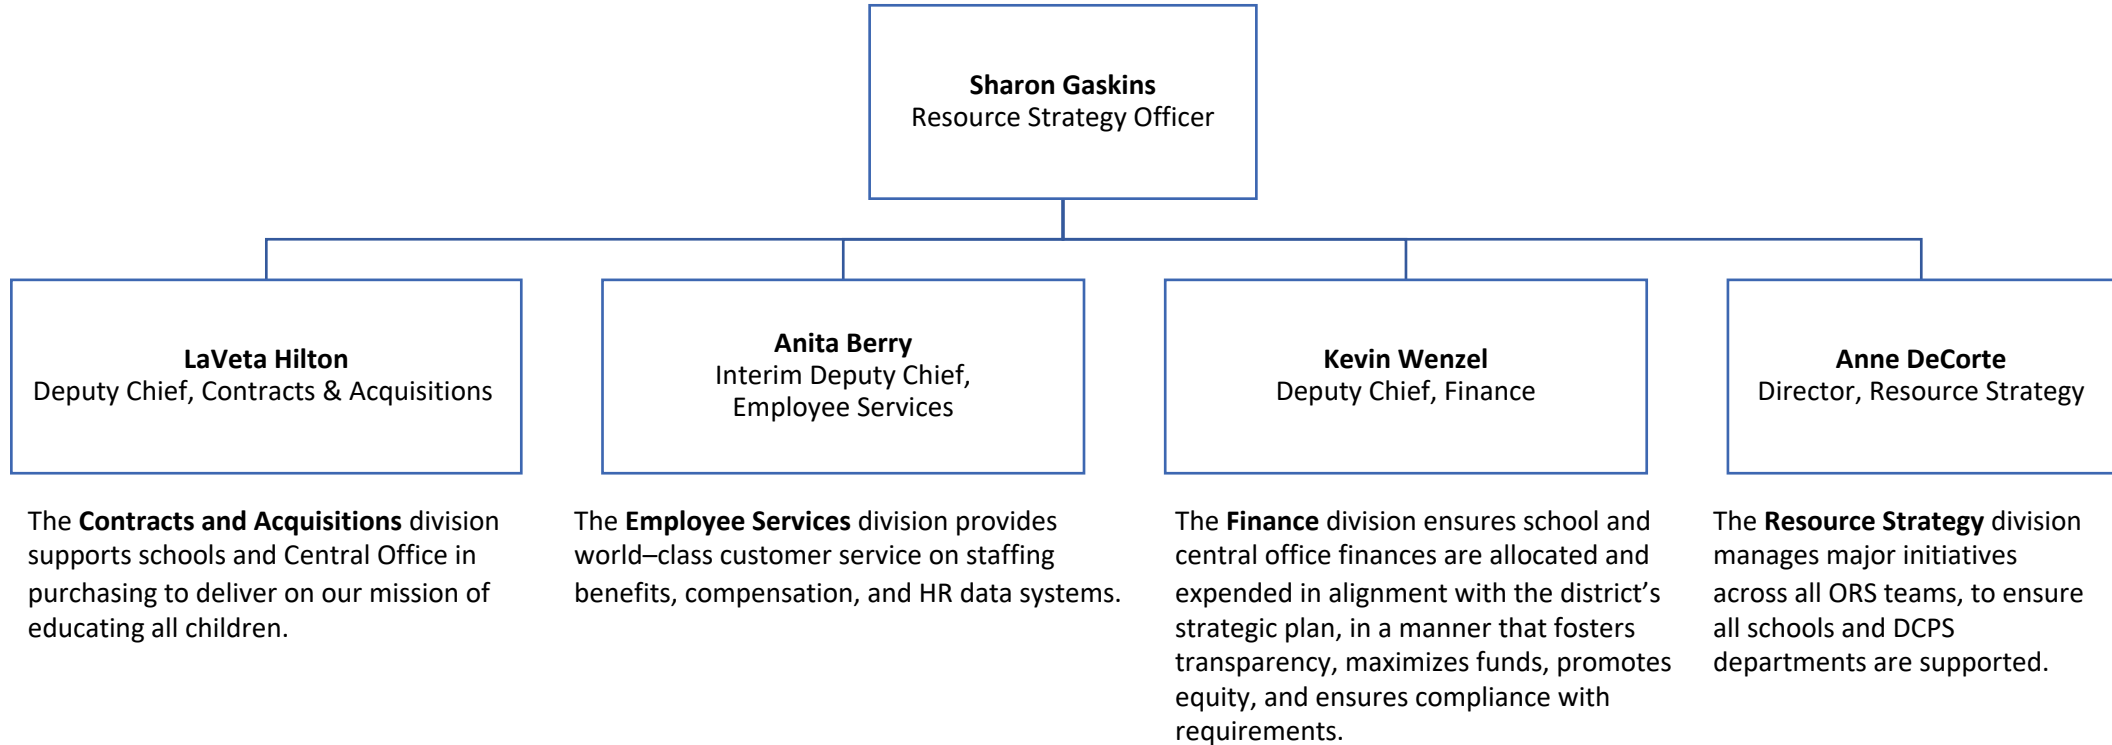 Sharon Gaskins
Resource Strategy Officer
LaVeta Hilton
Deputy Chief, Contracts & Acquisitions
Anita Berry
Interim Deputy Chief,
Employee Services
Kevin Wenzel
Deputy Chief, Finance
Anne DeCorte
Director, Resource Strategy
The Contracts and Acquisitions division
supports schools and Central Office in
purchasing to deliver on our mission of
educating all children.
The Employee Services division provides
world–class customer service on staffing
benefits, compensation, and HR data systems.
The Finance division ensures school and
central office finances are allocated and
expended in alignment with the district’s
strategic plan, in a manner that fosters
transparency, maximizes funds, promotes
equity, and ensures compliance with
requirements.
The Resource Strategy division
manages major initiatives
across all ORS teams, to ensure
all schools and DCPS
departments are supported.